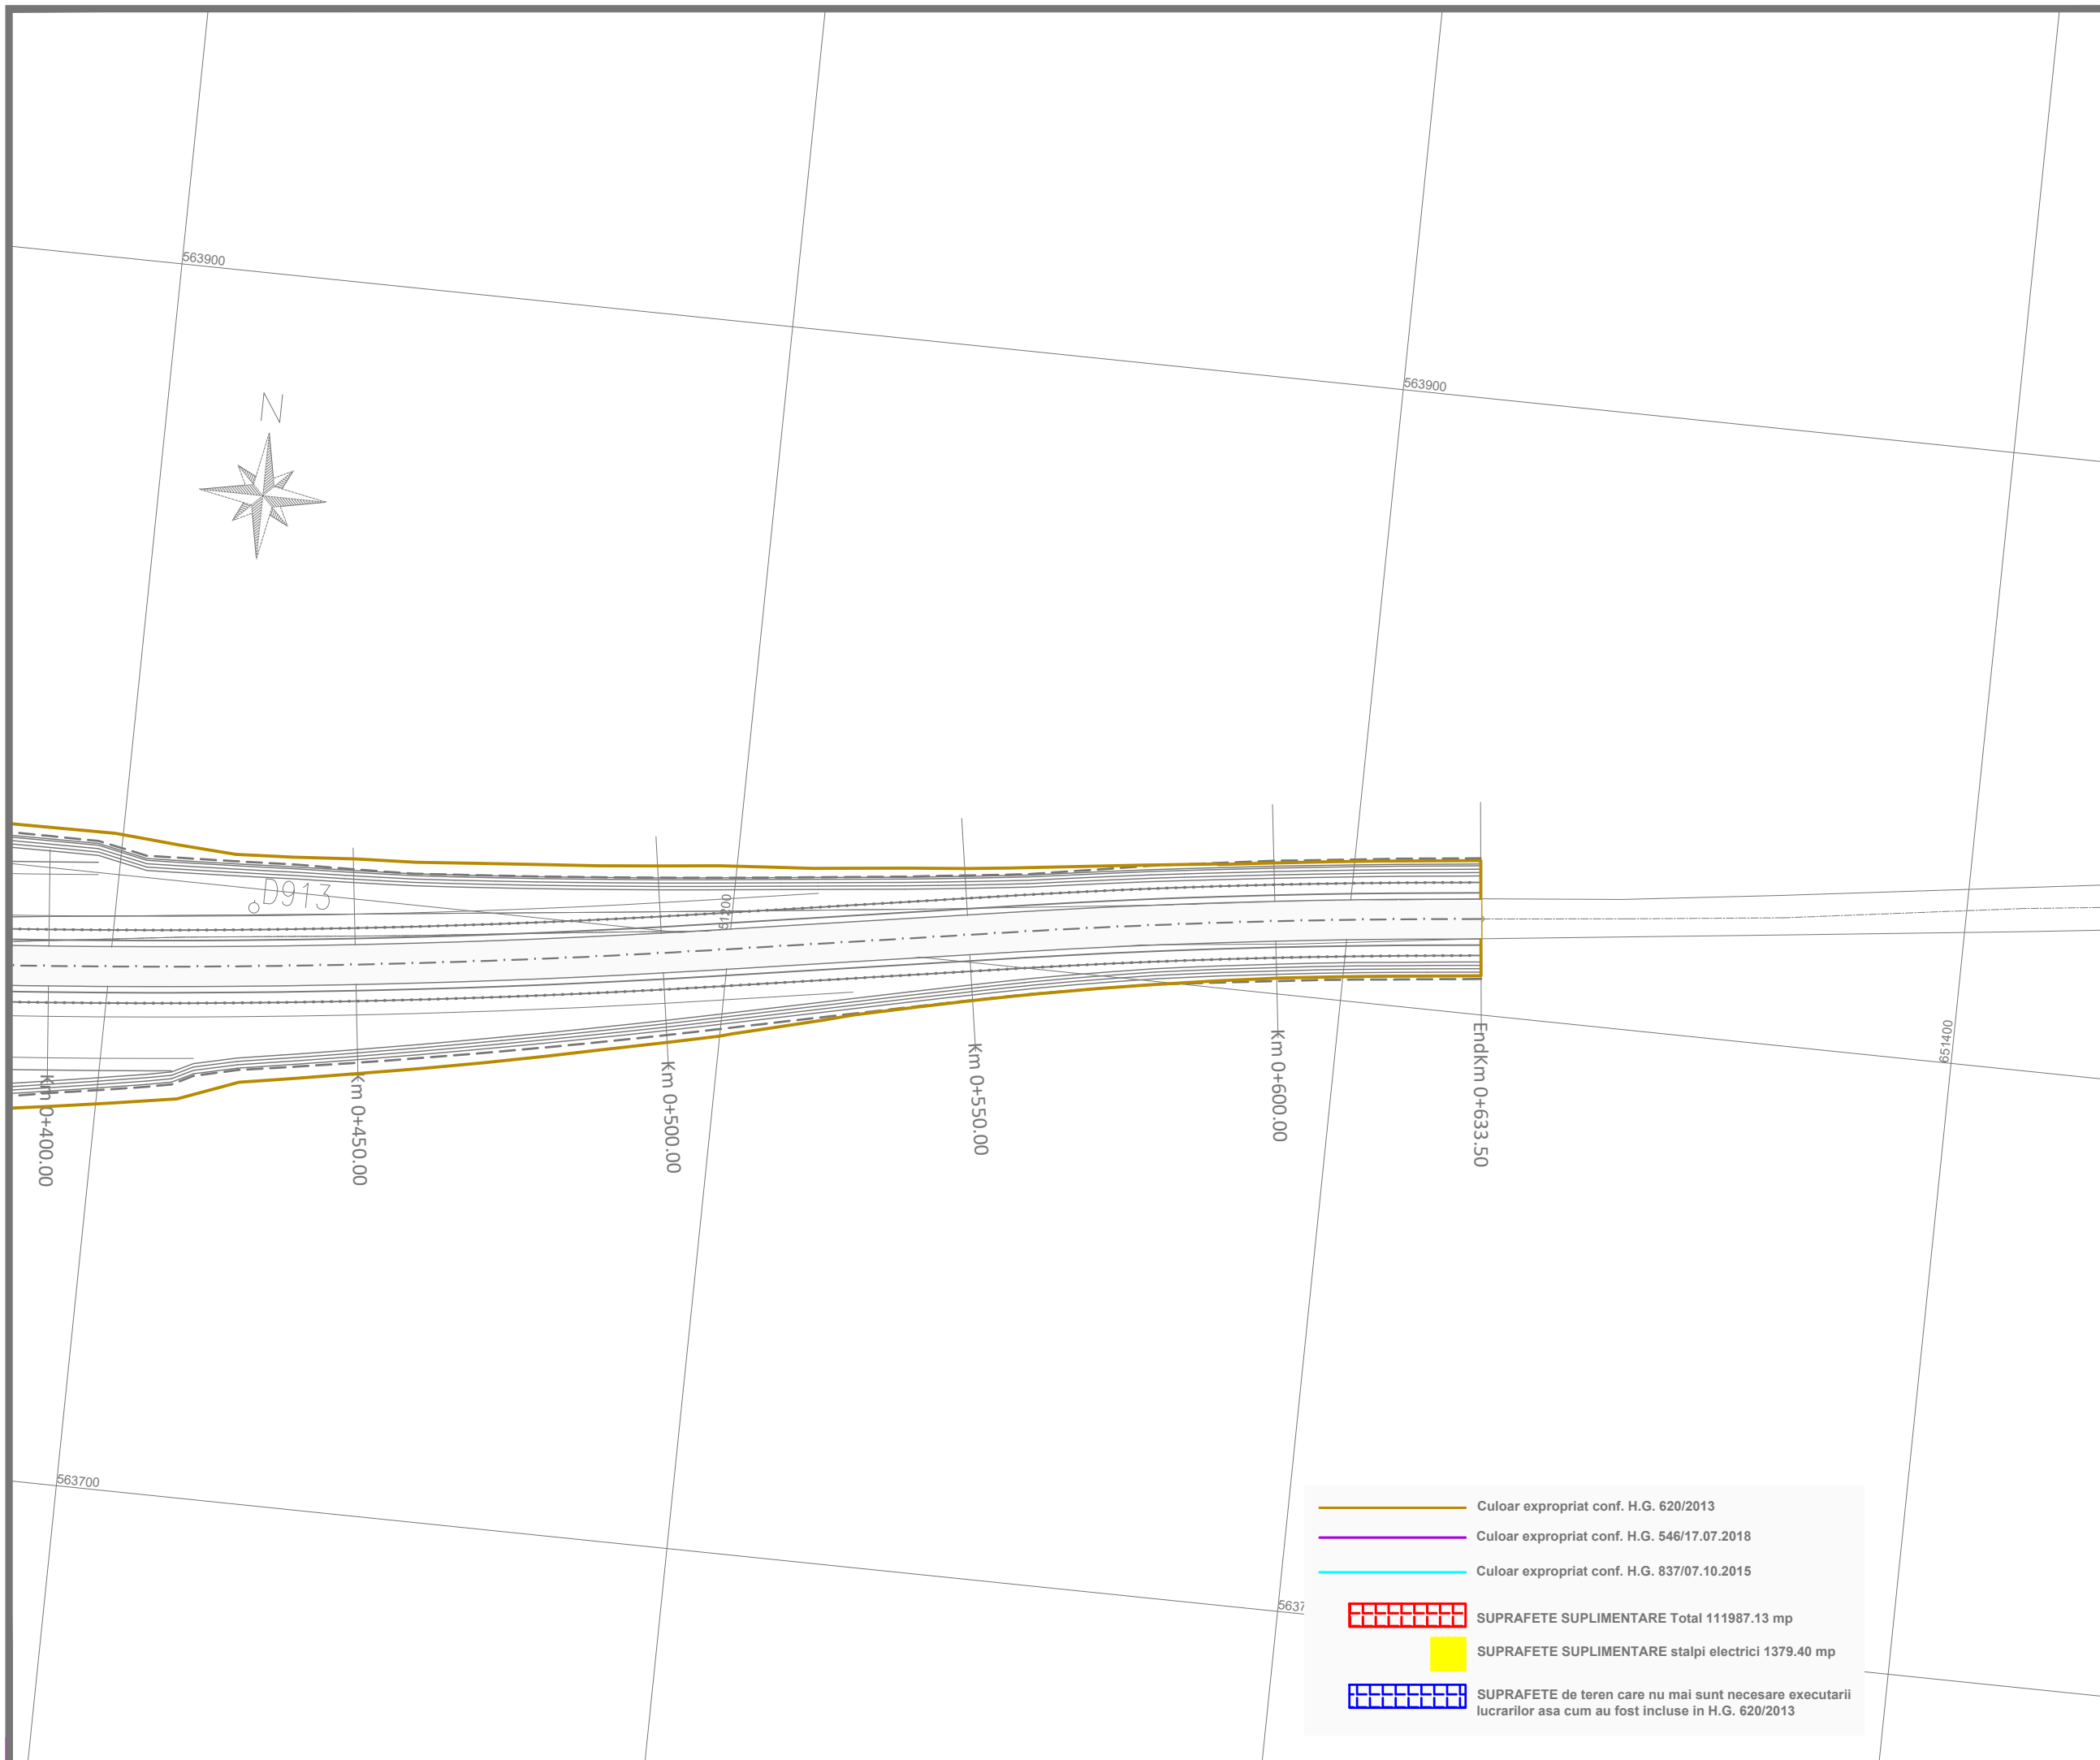 563900
563900
N
D913
Km 0+400.00
Km 0+450.00
Km 0+500.00
Km 0+550.00
Km 0+600.00
EndKm 0+633.50
651400
563700
Culoar expropriat conf. H.G. 620/2013
Culoar expropriat conf. H.G. 546/17.07.2018
Culoar expropriat conf. H.G. 837/07.10.2015
SUPRAFETE SUPLIMENTARE Total 111987.13 mp
SUPRAFETE SUPLIMENTARE stalpi electrici 1379.40 mp
SUPRAFETE de teren care nu mai sunt necesare executarii
lucrarilor asa cum au fost incluse in H.G. 620/2013